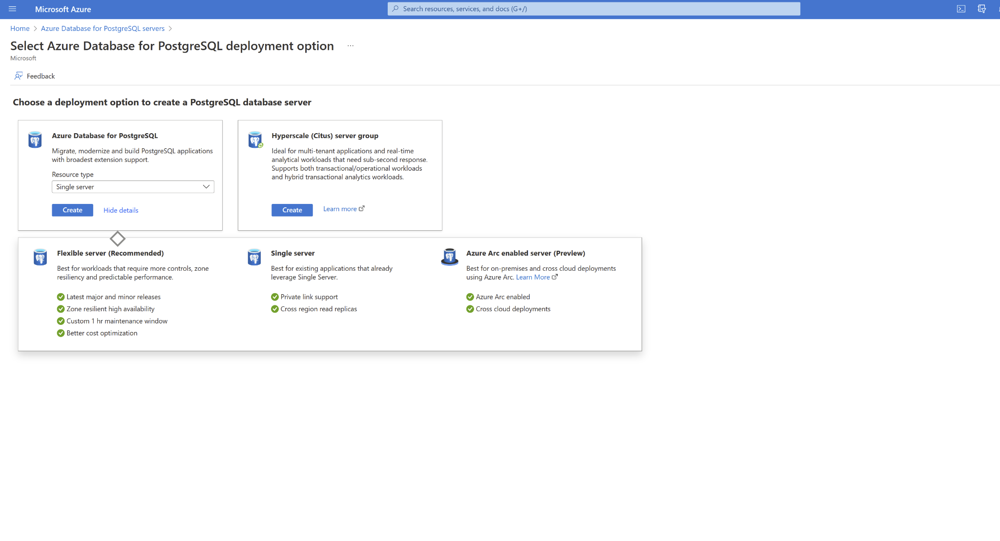 Microsoft Azure
Search resources, services, and docs (G+/)
Home
Azure Database for PostgreSQL servers
Select Azure Database for PostgreSQL deployment option
...
Microsoft
Feedback
Choose a deployment option to create a PostgreSQL database server
Azure Database for PostgreSQL
Migrate, modernize and build PostgreSQL applications
with broadest extension support.
Resource type
Single server
Create
Hide details
Hyperscale (Citus) server group
Ideal for multi-tenant applications and real-time
analytical workloads that need sub-second response.
Supports both transactional/operational workloads
and hybrid transactional analytics workloads.
Create
Learn more
Flexible server (Recommended)
Best for workloads that require more controls, zone
resiliency and predictable performance.
Latest major and minor releases
Zone resilient high availability
Custom 1 hr maintenance window
Better cost optimization
Single server
Best for existing applications that already
leverage Single Server.
Private link support
Cross region read replicas
Azure Arc enabled server (Preview)
Best for on-premises and cross cloud deployments
using Azure Arc. Learn More
Azure Arc enabled
Cross cloud deployments